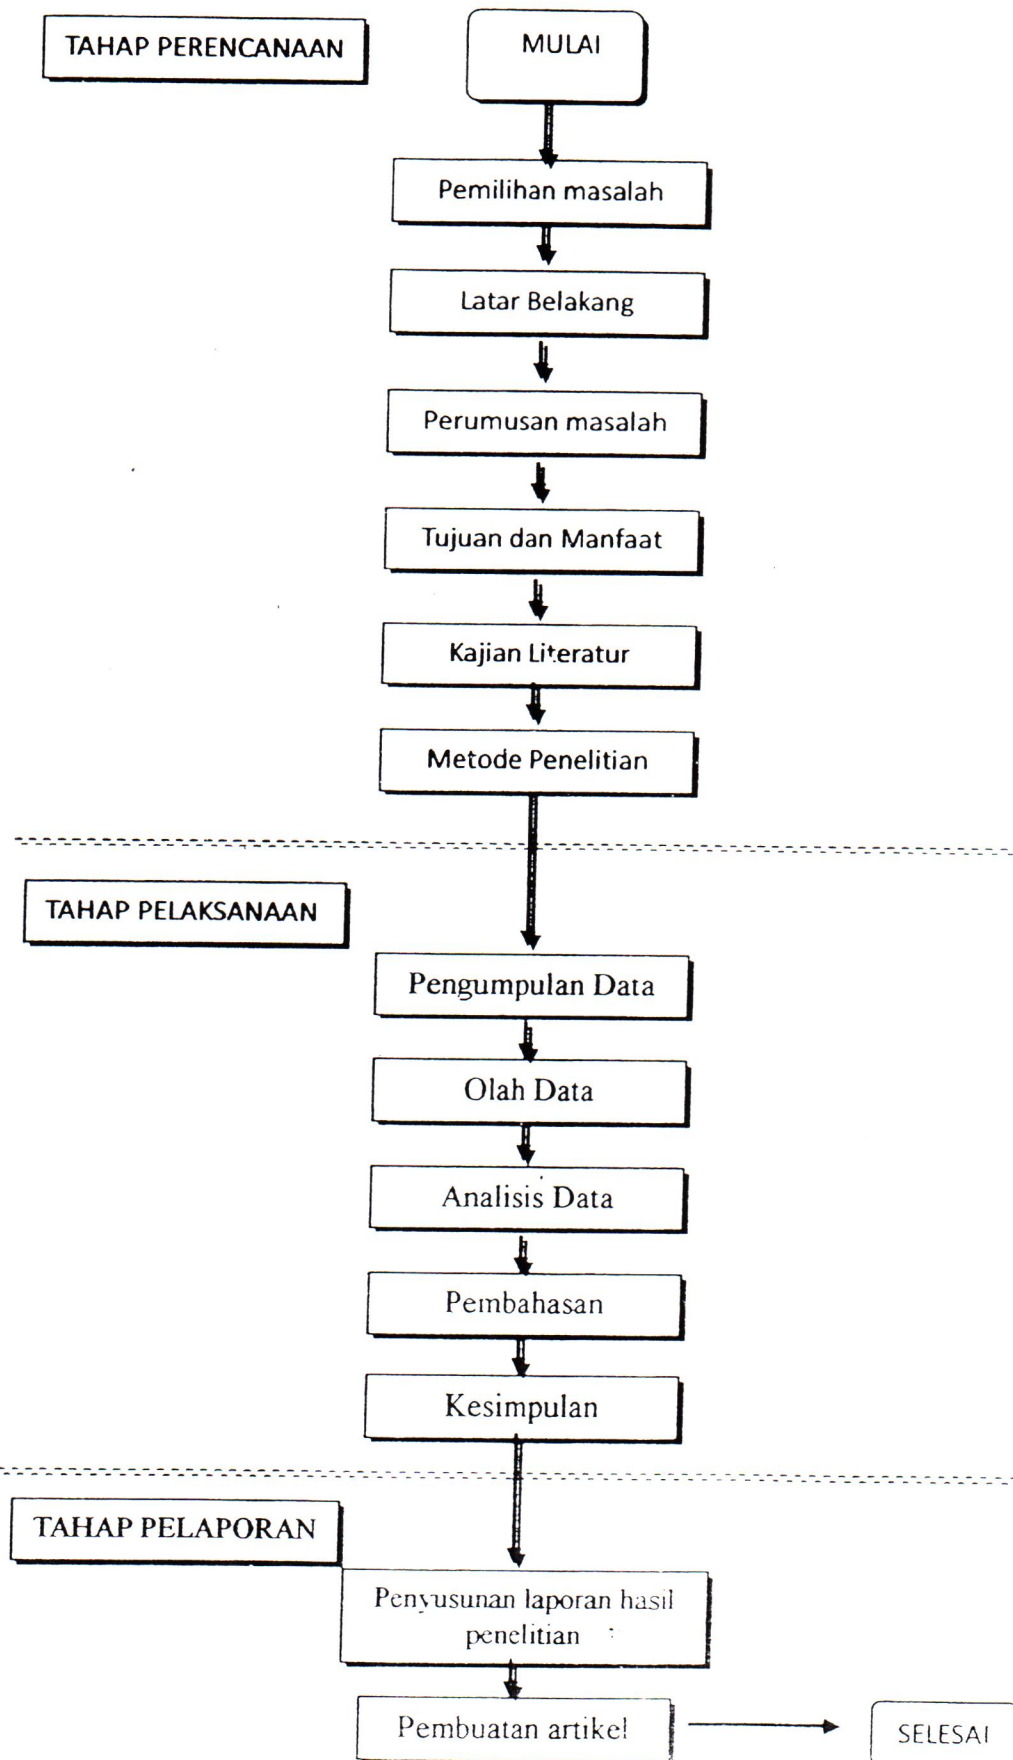 TAHAP PERENCANAAN
MULAI
Pemilihan masalah
Latar Belakang
Perumusan masalah
Tujuan dan Manfaat
Kajian Literatur
Metode Penelitian
TAHAP PELAKSANAAN
Pengumpulan Data
Olah Data
Analisis Data
Pembahasan
Kesimpulan
TAHAP PELAPORAN
Penyusunan laporan hasil
penelitian
Pembuatan artikel
SELESAI